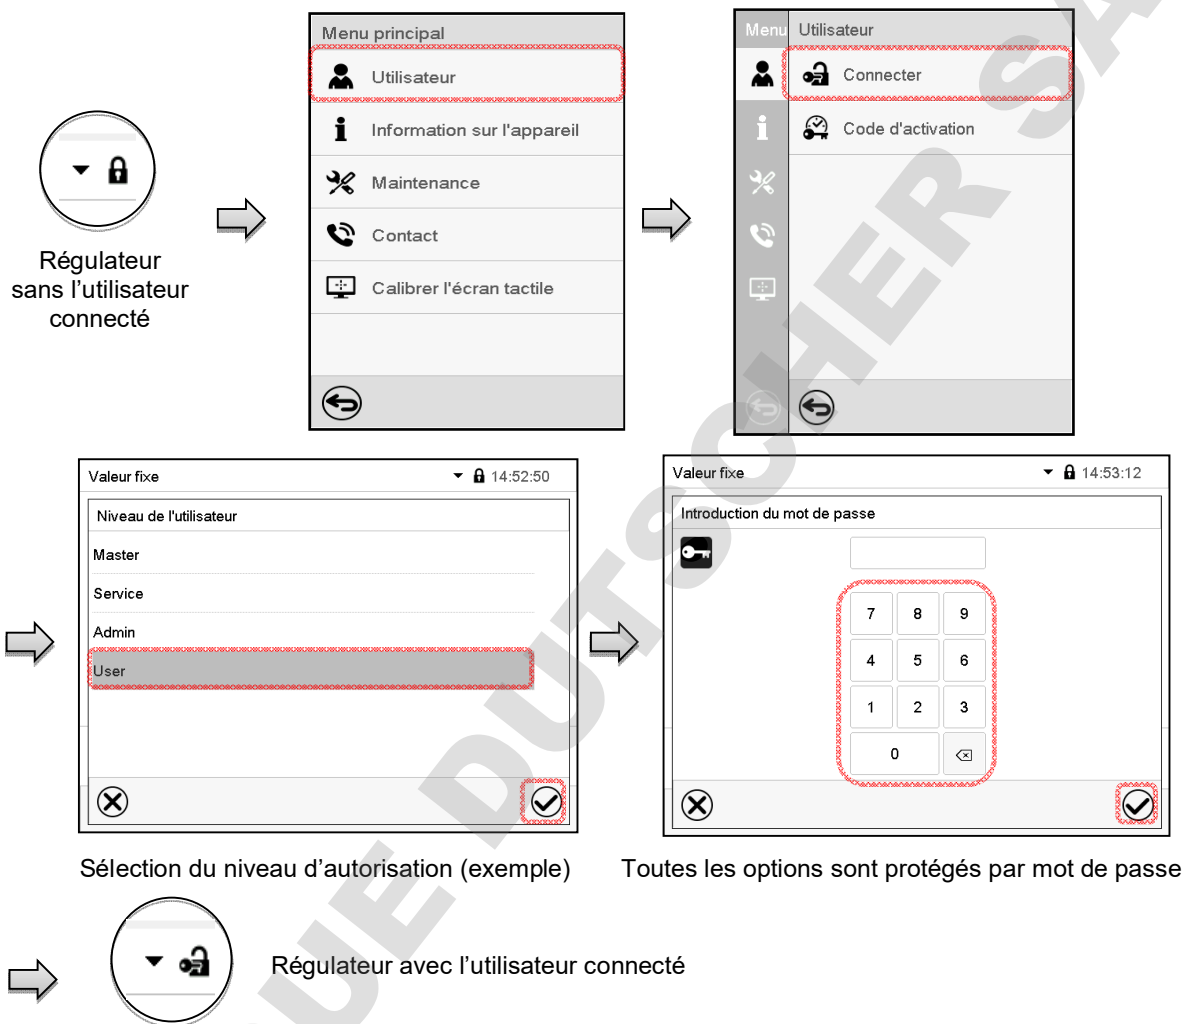 Menu principal
Utilisateur
Information sur l'appareil
Maintenance
Contact
Calibrer l'écran tactile
Menu
Utilisateur
Connecter
Code d'activation
Régulateur
sans l’utilisateur
connecté
Valeur fixe
14:52:50
Niveau de l'utilisateur
Master
Service
Admin
User
Valeur fixe
14:53:12
Introduction du mot de passe
7 8 9
4 5 6
1 2 3
0
Sélection du niveau d’autorisation (exemple)
Toutes les options sont protégés par mot de passe
Régulateur avec l’utilisateur connecté
UE DUTSCHER SA